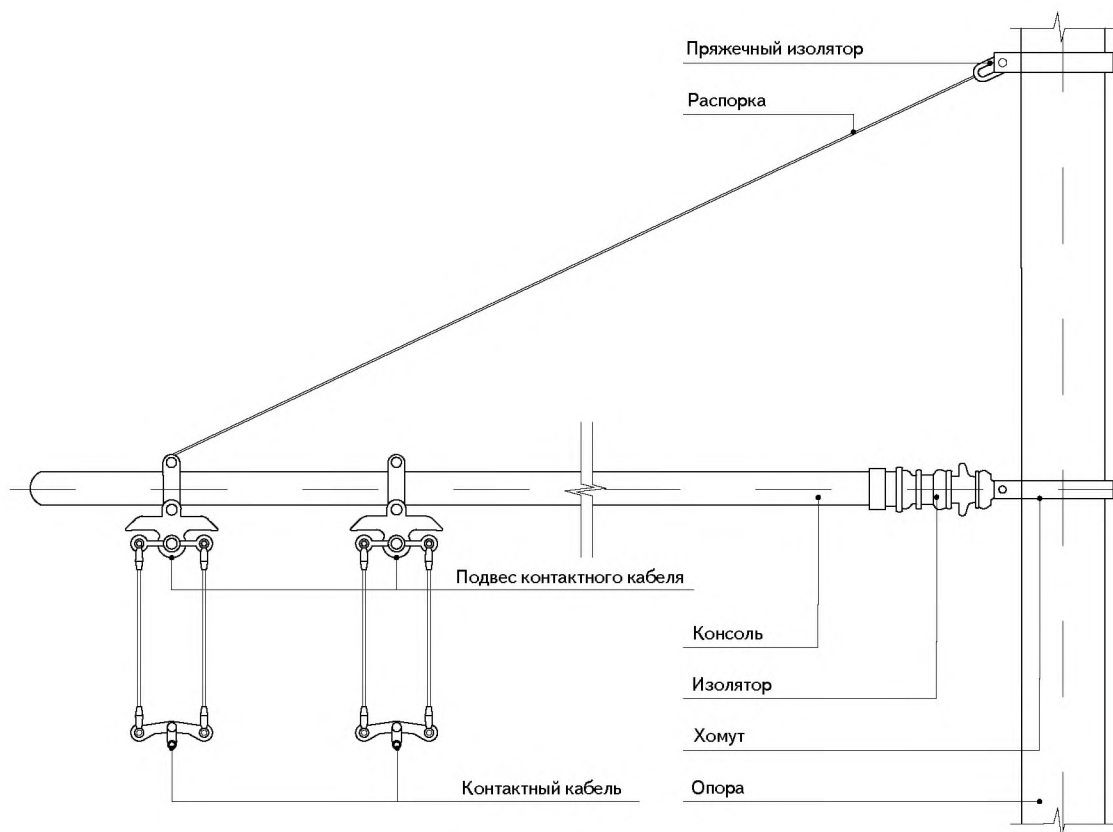 Пряжечный изолятор
Распорка
Подвес контактного кабеля
Консоль
Изолятор
Хомут
Контактный кабель
Опора